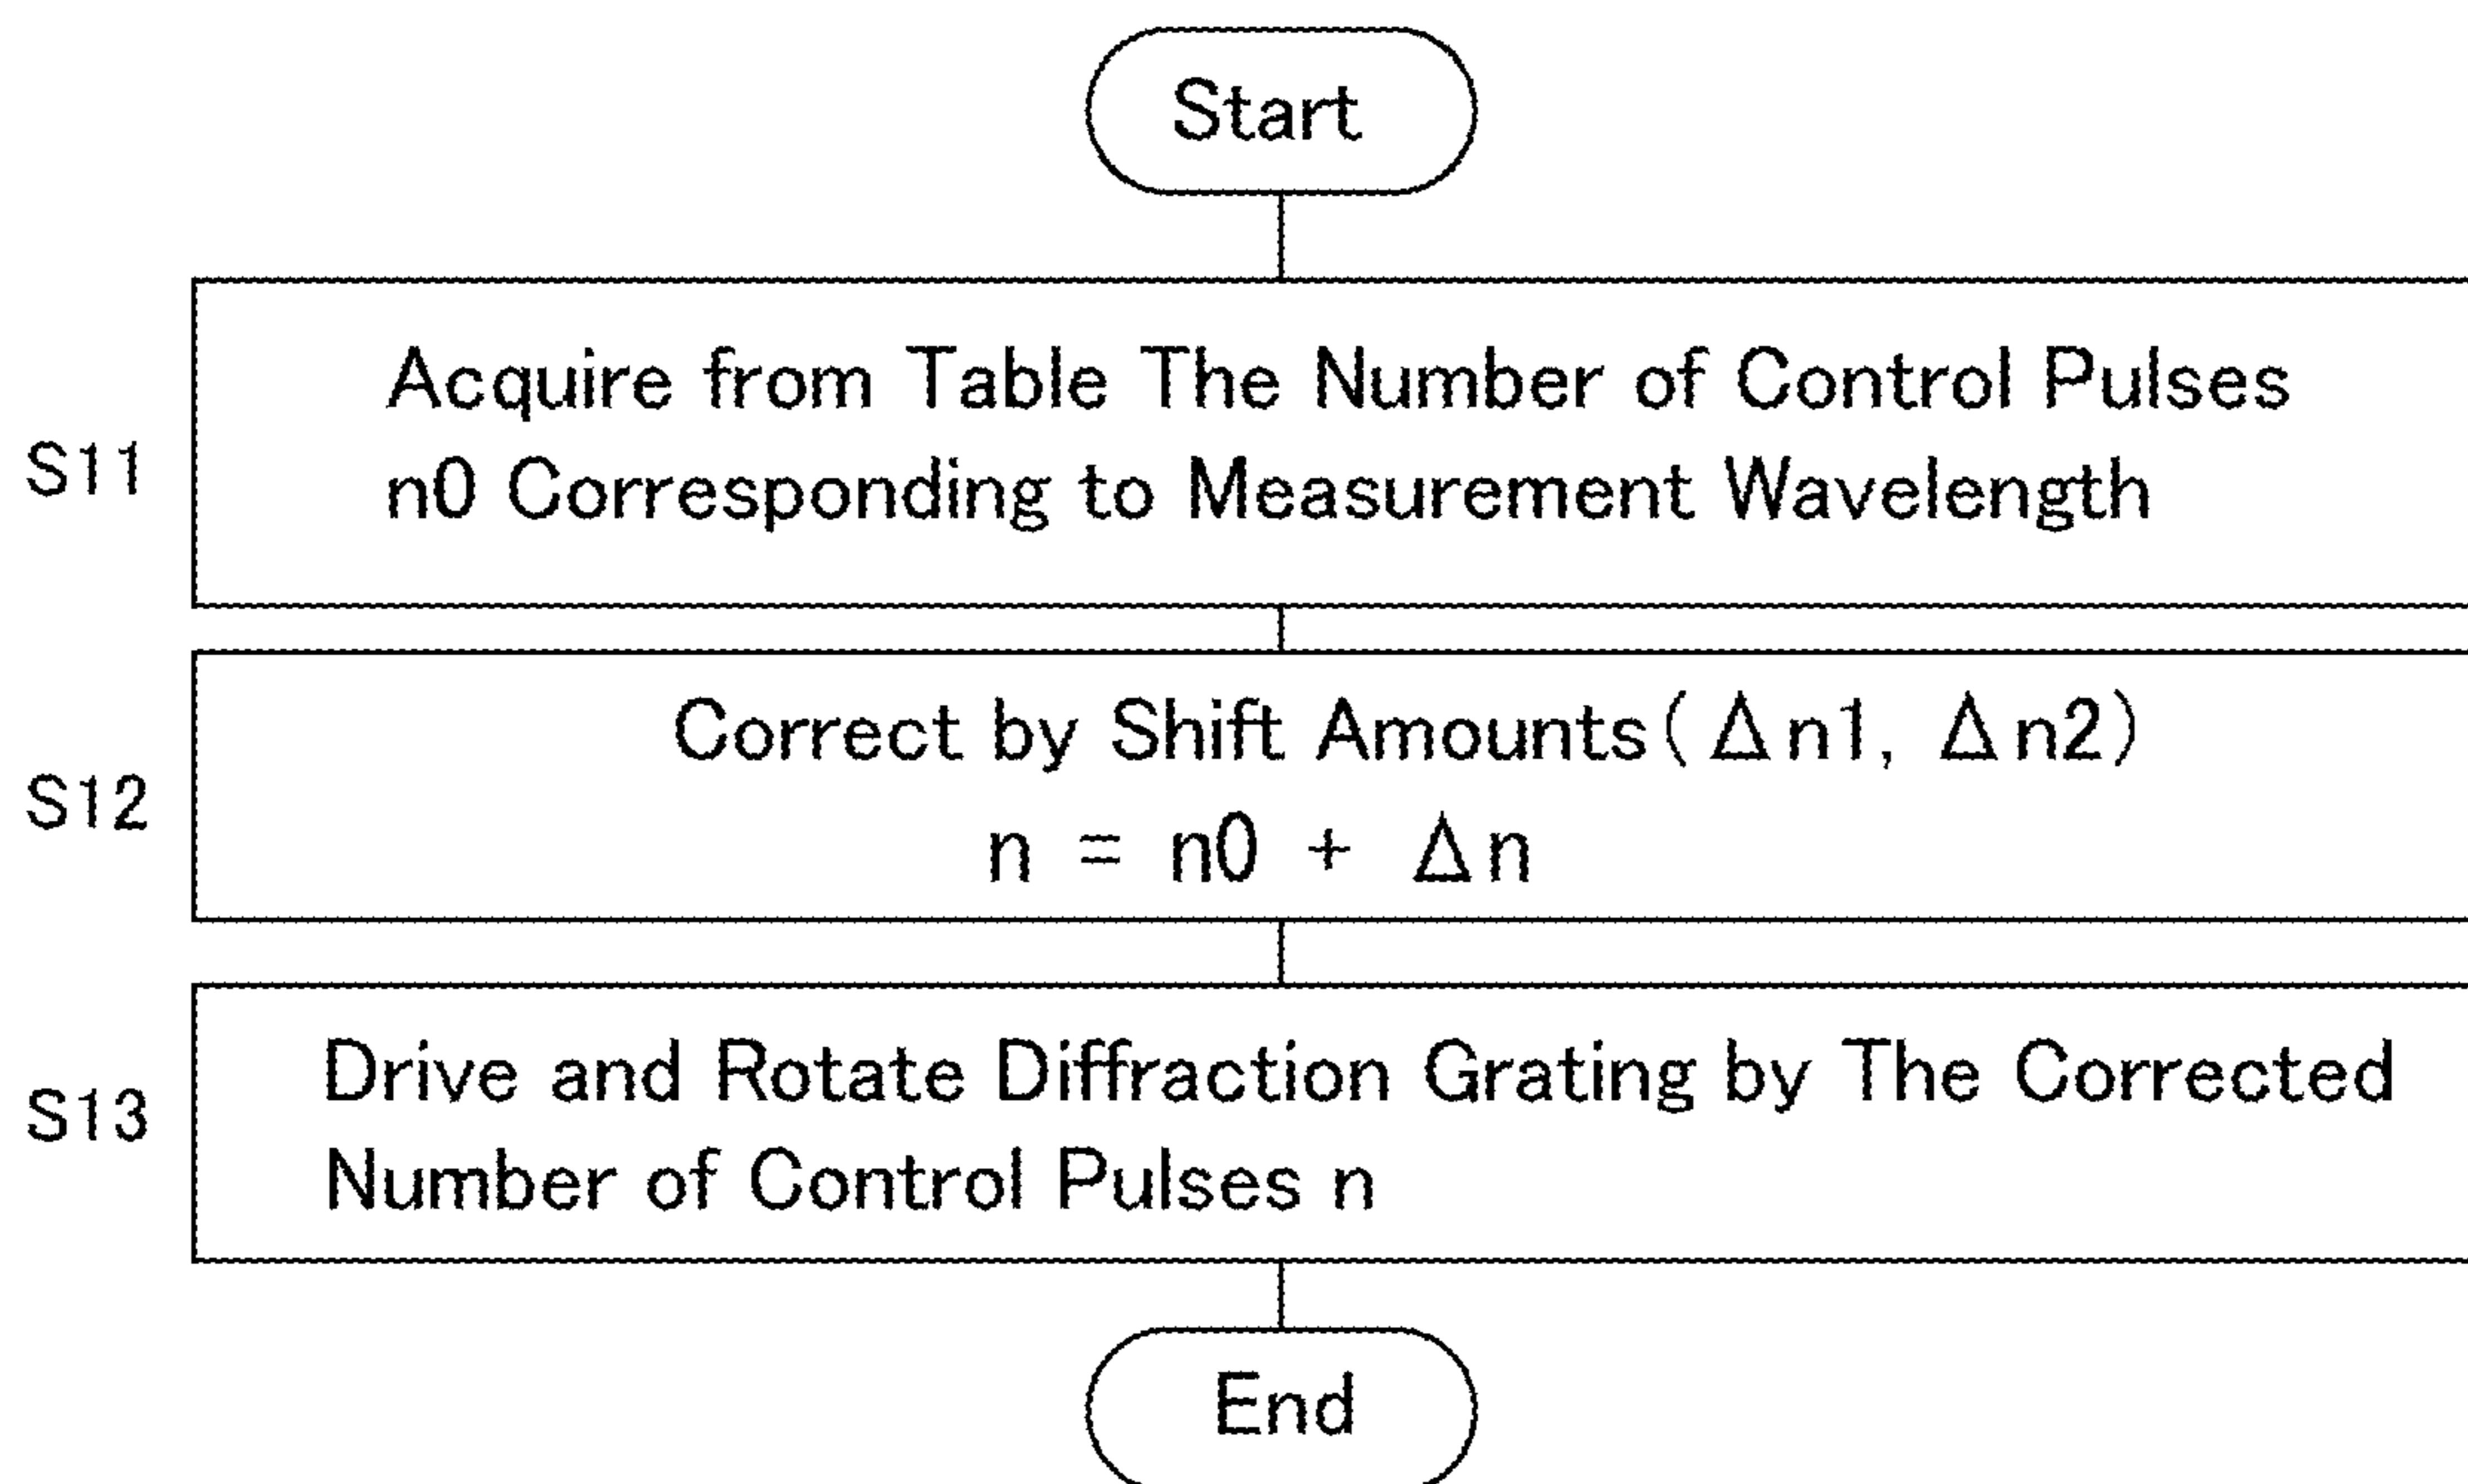 Start
S11
Acquire from Table The Number of Control Pulses
n0 Corresponding to Measurement Wavelength
S12
Correct by Shift Amounts(Δn1, Δn2)
n = n0 + Δn
S13
Drive and Rotate Diffraction Grating by The Corrected
Number of Control Pulses n
End